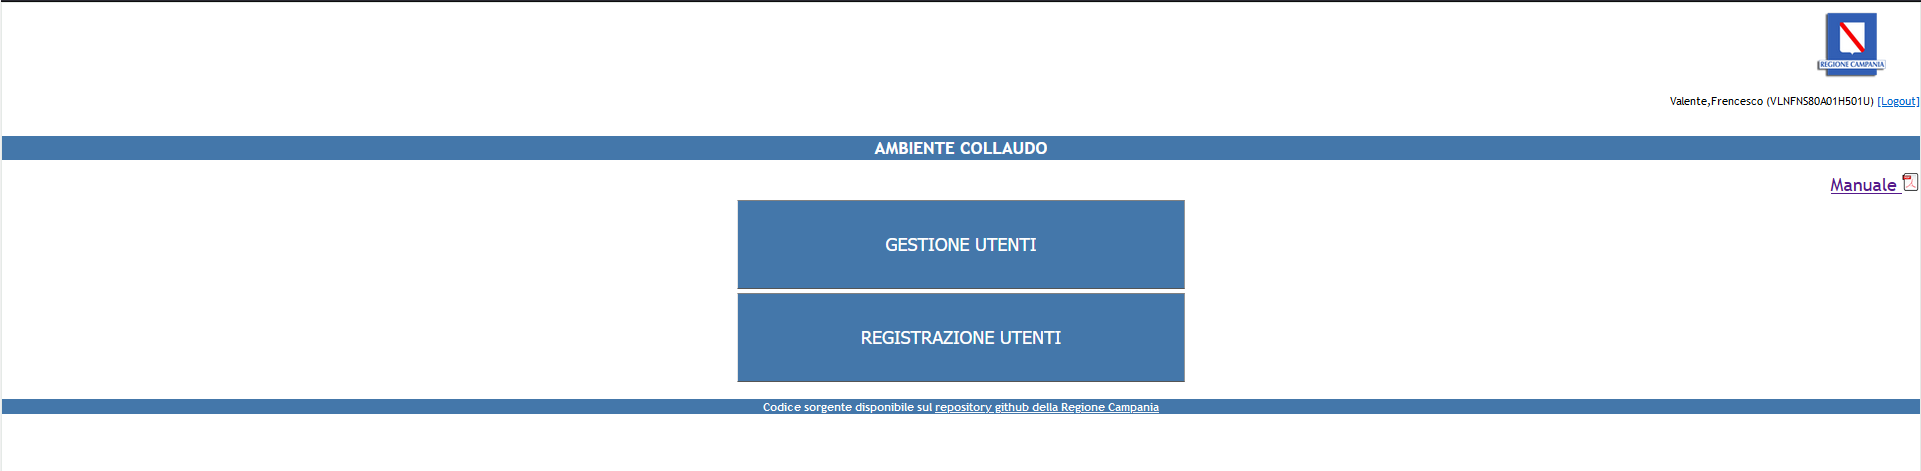 REGIONE CAMPANIA
Valente,Frencesco (VLNFNS80A01H501U) [Logout]
AMBIENTE COLLAUDO
Manuale
GESTIONE UTENTI
REGISTRAZIONE UTENTI
Codice sorgente disponibile sul repository github della Regione Campania